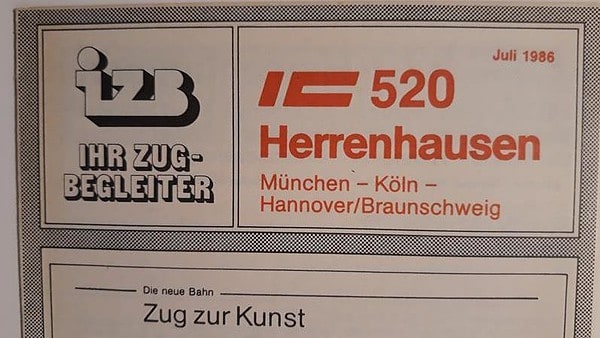 izb
IHR ZUG-
BEGLEITER
Juli 1986
IC 520
Herrenhausen
München – Köln –
Hannover/Braunschweig
Die neue Bahn
Zug zur Kunst